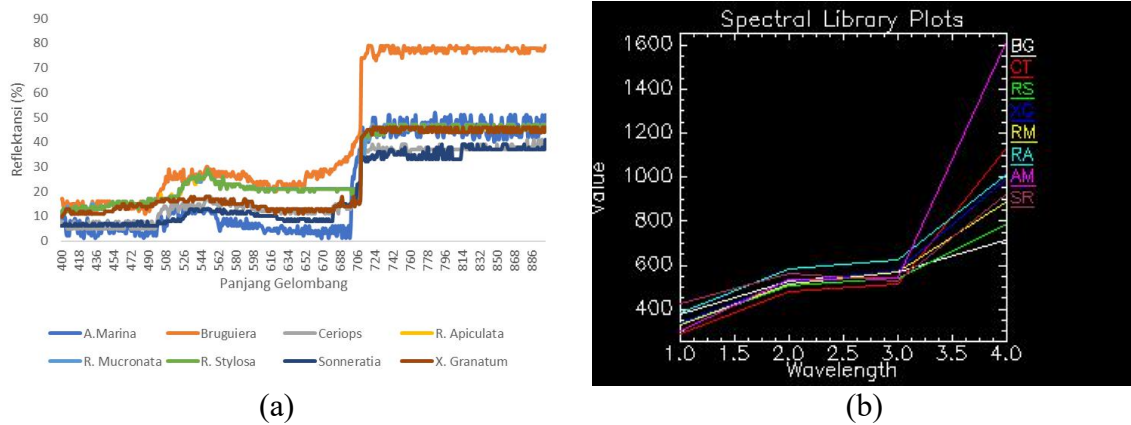 90
80
70
60
50
40
30
20
10
0
Reflektansi (%)
400 418 436 454 472 490 508 526 544 562 580 598 616 634 652 670 688 706 724 742 760 778 796 814 832 850 868 886
Panjang Gelombang
A.Marina Bruguiera Ceriops R. Apiculata
R. Mucronata R. Stylosa Sonneratia X. Granatum
(a)
Spectral Library Plots
1600
1400
1200
1000
800
600
400
Value
1.0 1.5 2.0 2.5 3.0 3.5 4.0
Wavelength
BG
CT
RS
XG
RM
RA
AM
SR
(b)